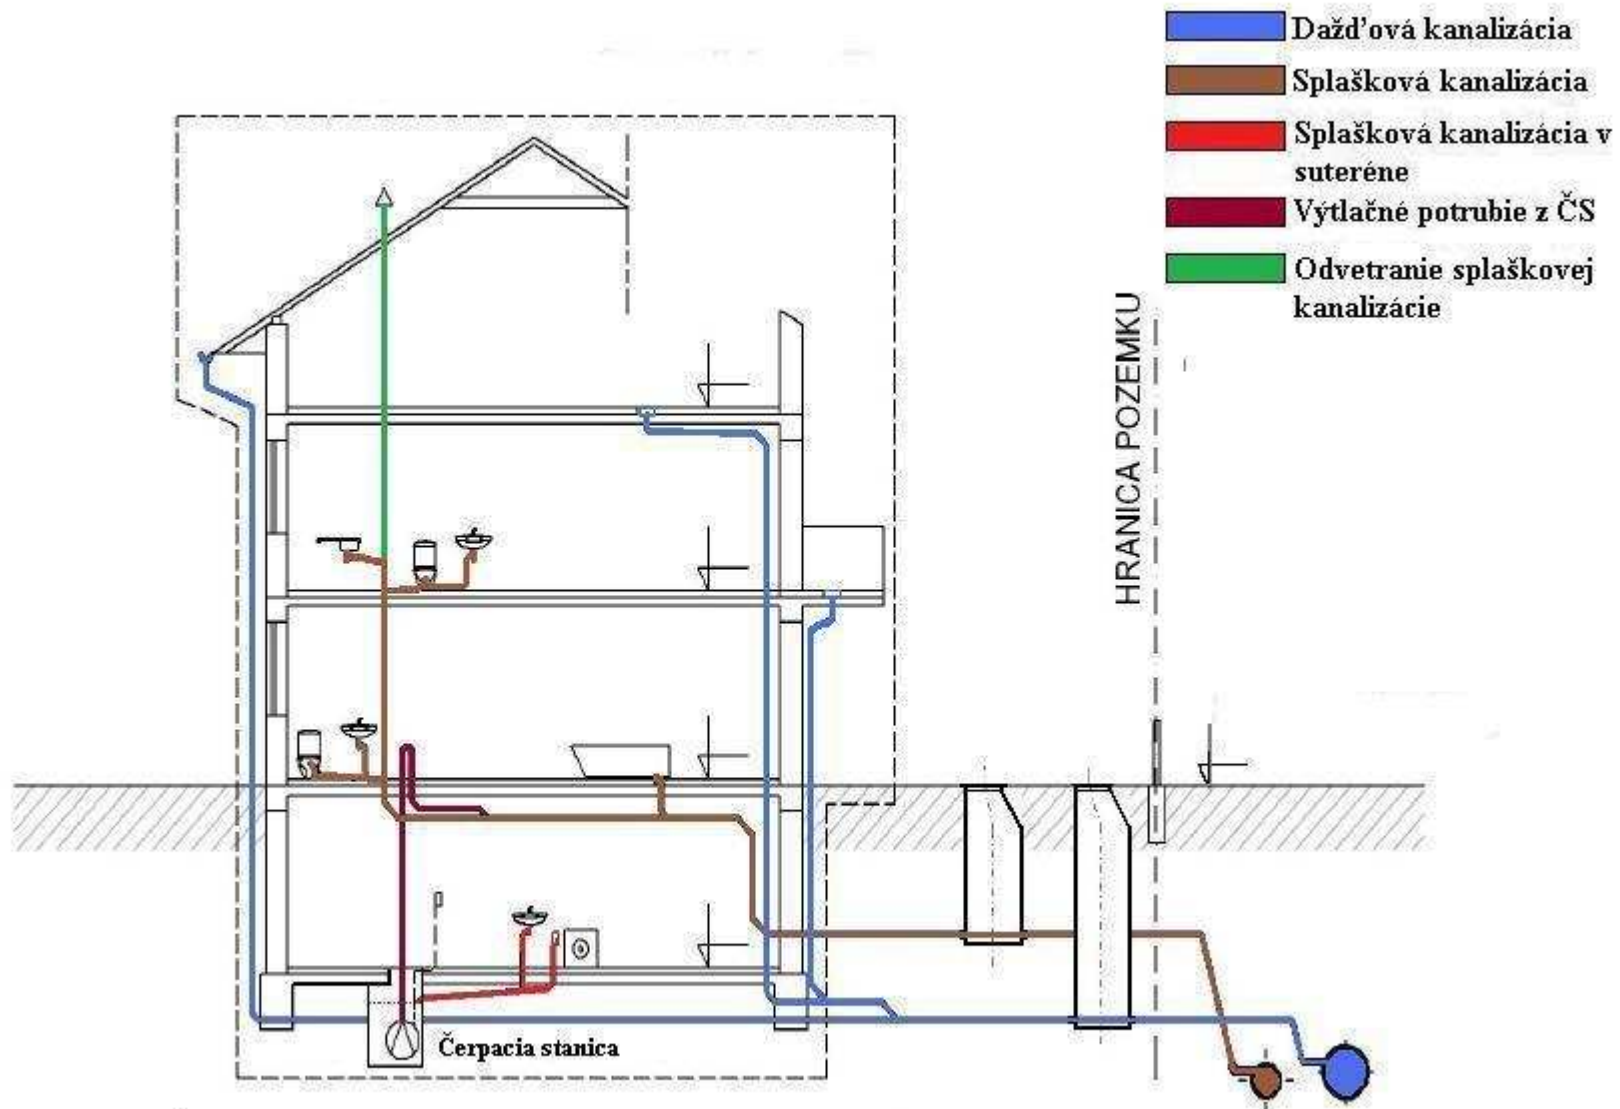 Dažďová kanalizácia
Splašková kanalizácia
Splašková kanalizácia v
suteréne
Výtlačné potrubie z ČS
Odvetranie splaškovej
kanalizácie
HRANICA POZEMKU
Čerpacia stanica